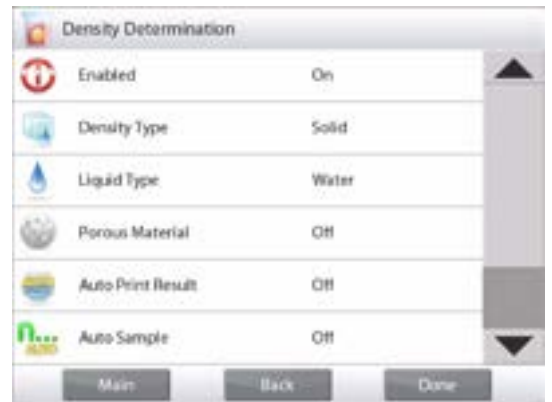 Density Determination
Enabled On
Density Type Solid
Liquid Type Water
Porous Material Off
Auto Print Result Off
n... AUTO Auto Sample Off
Main Back Done